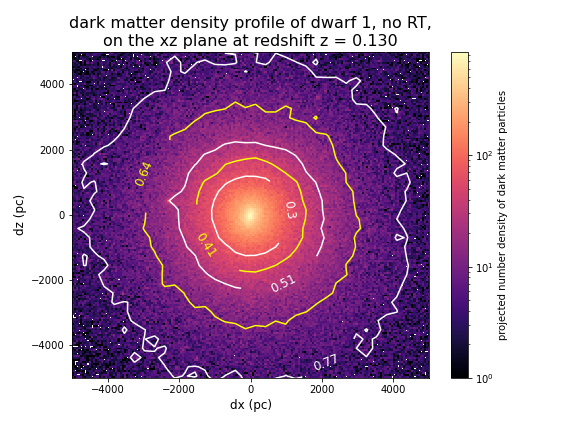 dark matter density profile of dwarf 1, no RT,
on the xz plane at redshift z = 0.130
4000
2000
0
−2000
−4000
dz (pc)
−4000 −2000 0 2000 4000
dx (pc)
0.64
0.3
0.41
0.51
0.77
10²
10¹
10⁰
projected number density of dark matter particles